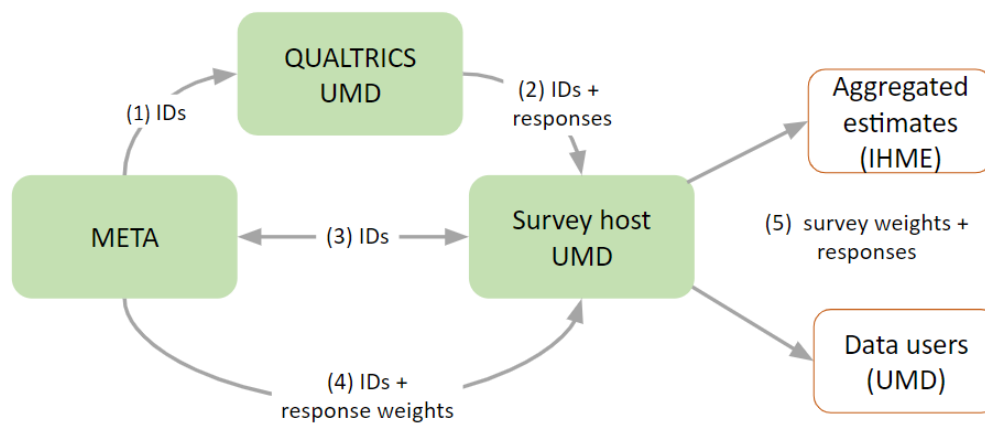 QUALTRICS
UMD
(1) IDs
(2) IDs +
responses
Aggregated
estimates
(IHME)
META
(3) IDs
Survey host
UMD
(5) survey weights +
responses
(4) IDs +
response weights
Data users
(UMD)